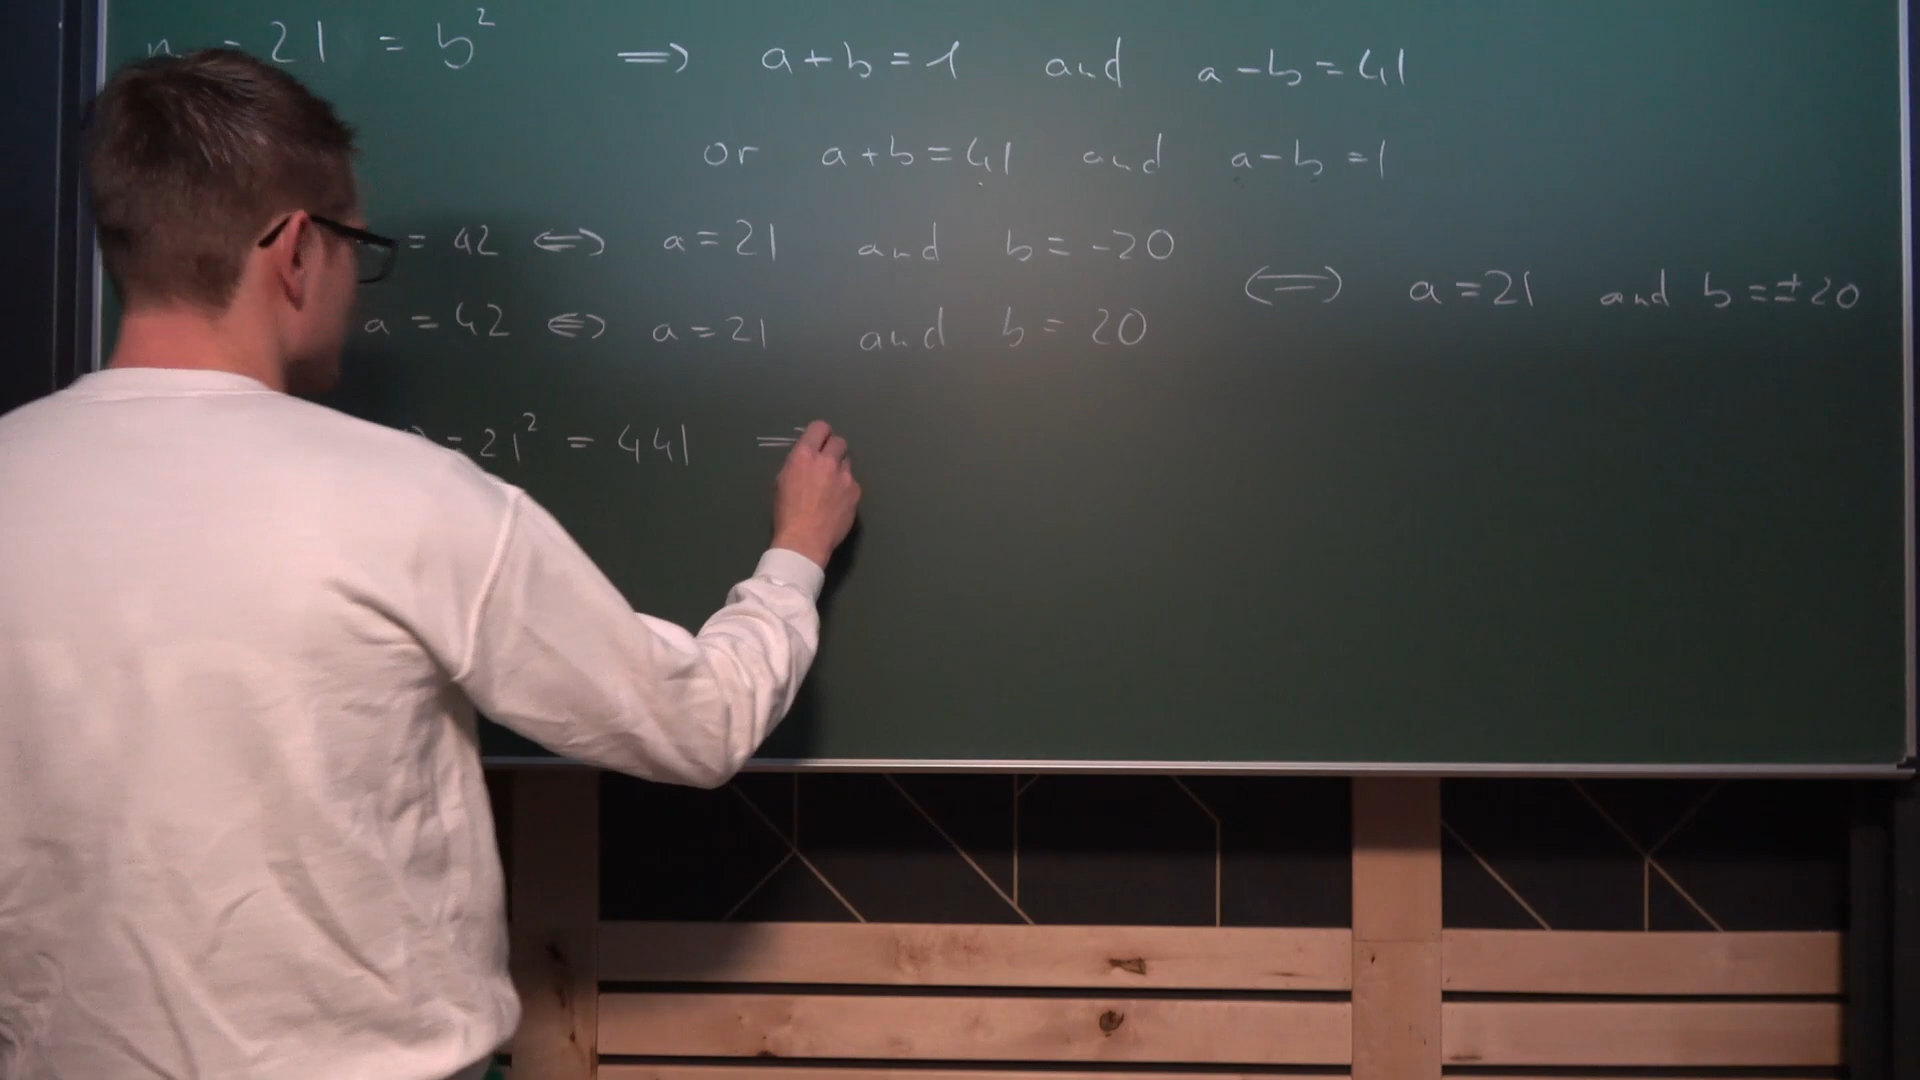 n - 21 = b² ⟹ a+b=1 and a-b=41
or a+b=41 and a-b=1
= 42 ⟺ a=21 and b=-20
⟺ a=21 and b=±20
a = 42 ⟺ a=21 and b=20
= 21² = 441 ⟹